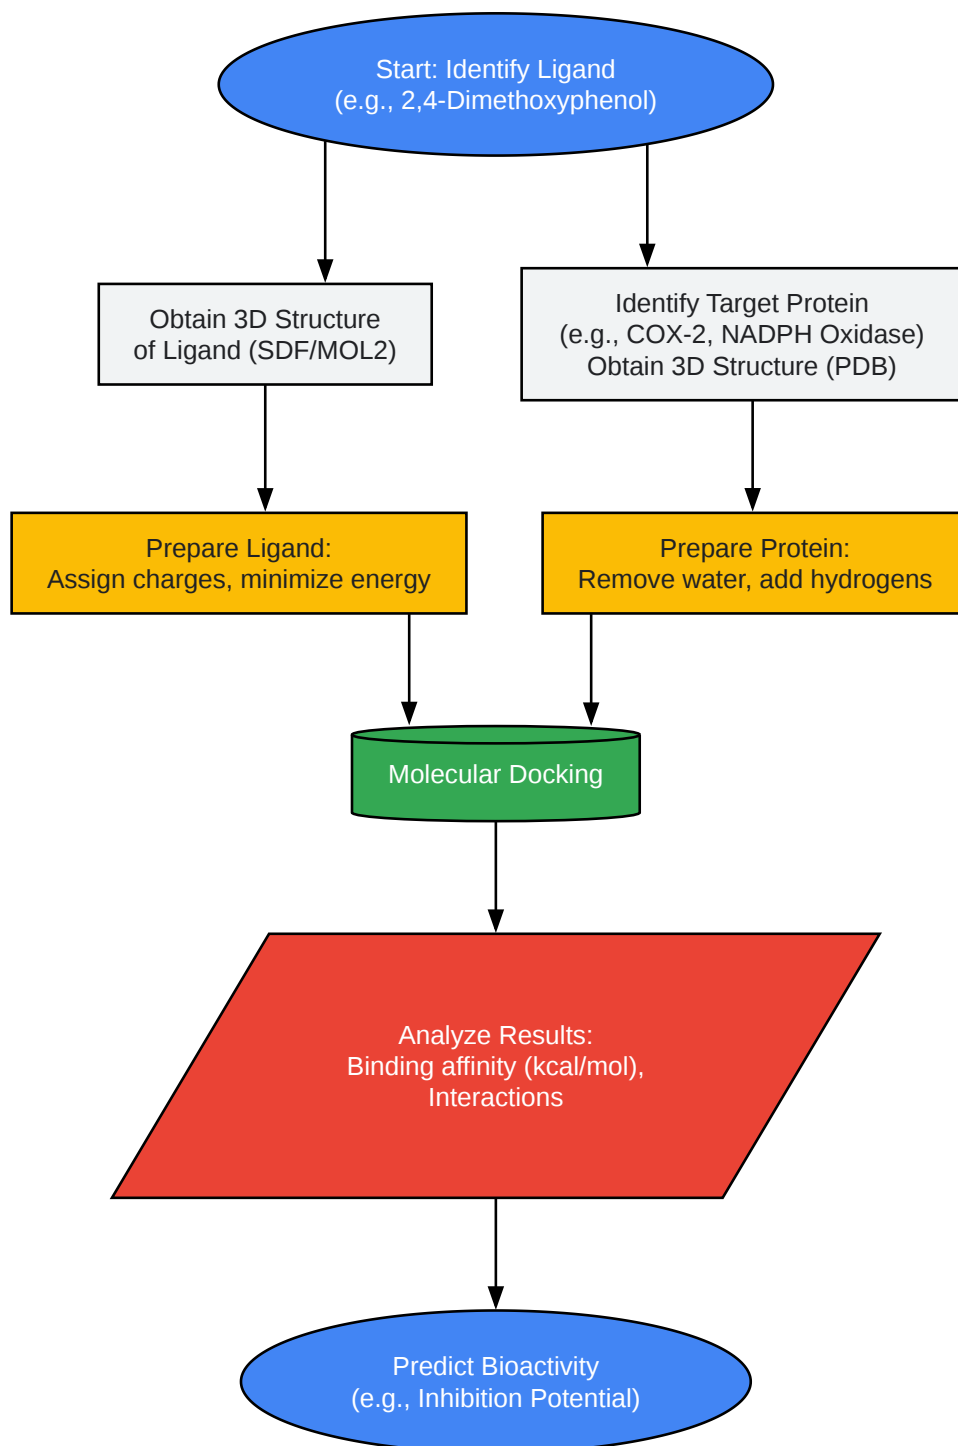 Start: Identify Ligand
(e.g., 2,4-Dimethoxyphenol)
Obtain 3D Structure
of Ligand (SDF/MOL2)
Identify Target Protein
(e.g., COX-2, NADPH Oxidase)
Obtain 3D Structure (PDB)
Prepare Ligand:
Assign charges, minimize energy
Prepare Protein:
Remove water, add hydrogens
Molecular Docking
Analyze Results:
Binding affinity (kcal/mol),
Interactions
Predict Bioactivity
(e.g., Inhibition Potential)